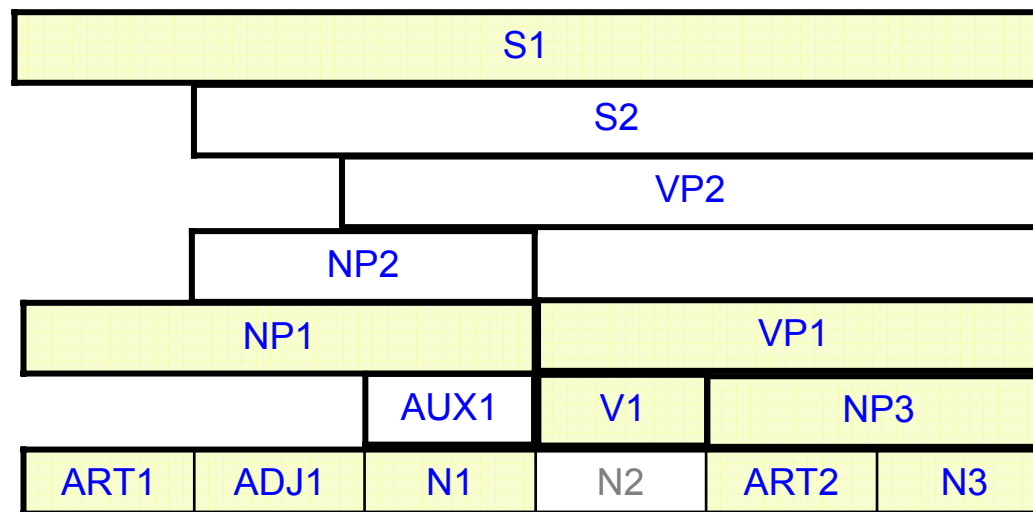 S1
S2
VP2
NP2
NP1 VP1
AUX1 V1 NP3
ART1 ADJ1 N1 N2 ART2 N3